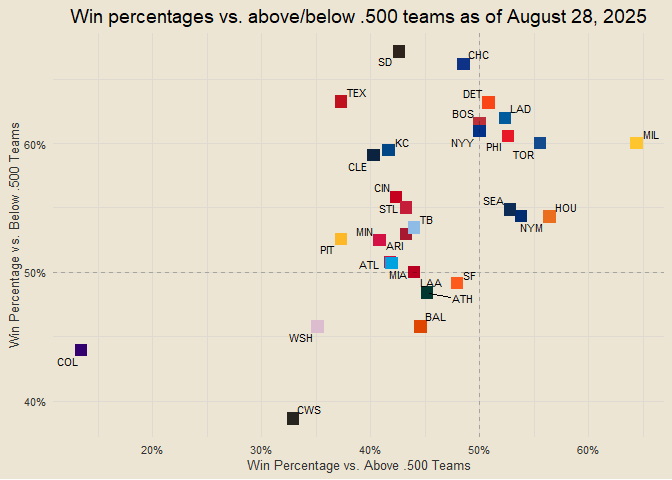 Win percentages vs. above/below .500 teams as of August 28, 2025
SD
CHC
TEX
DET
LAD
BOS
60%
KC
NYY
PHI
TOR
MIL
CLE
CIN
STL
SEA
HOU
TB
NYM
MIN
ARI
PIT
ATL
50%
MIA
SF
LAA
ATH
BAL
WSH
COL
CWS
40%
20%
30%
40%
50%
60%
Win Percentage vs. Above .500 Teams
Win Percentage vs. Below .500 Teams